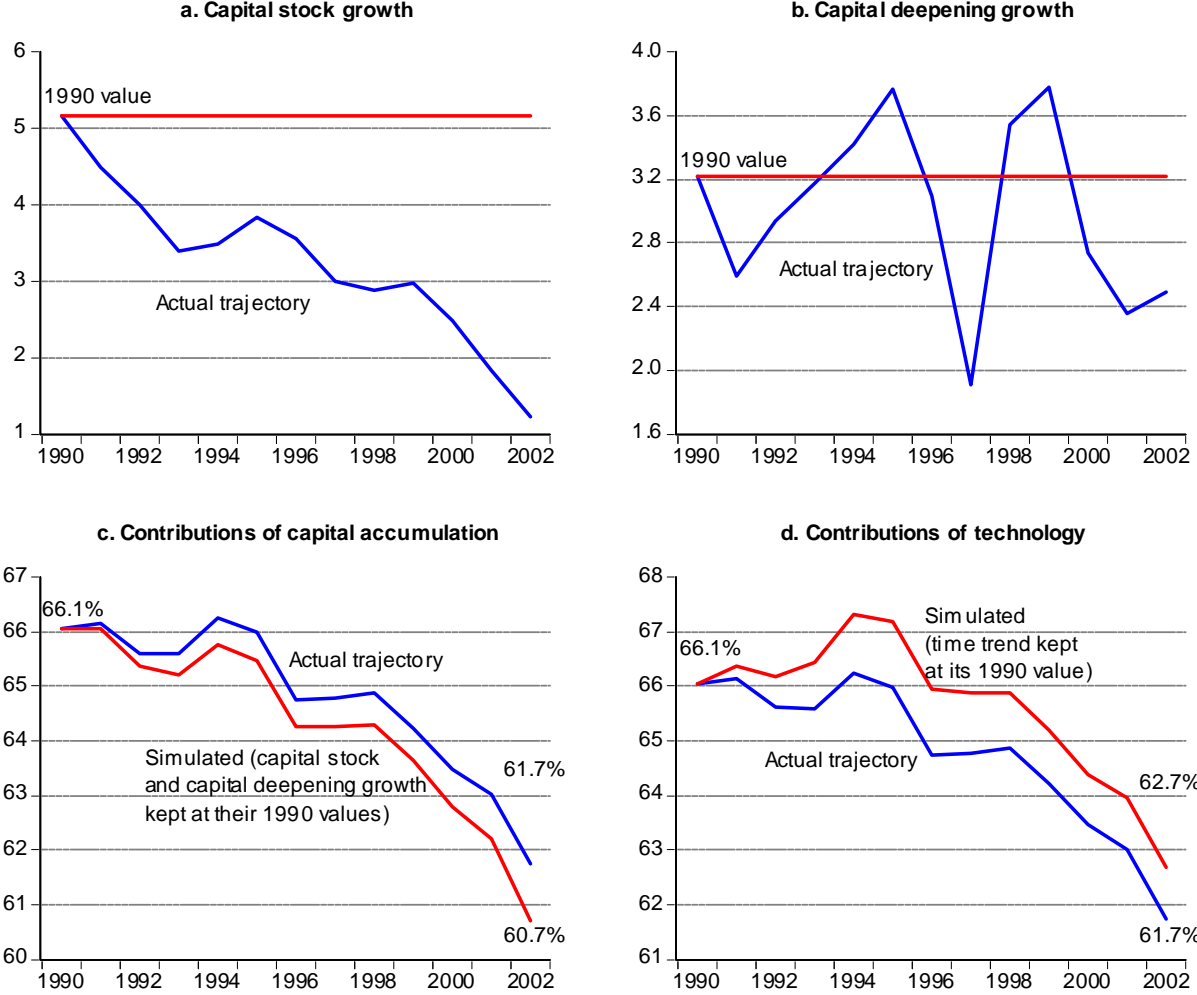 a. Capital stock growth
6
5
4
3
2
1
1990 value
Actual trajectory
1990 1992 1994 1996 1998 2000 2002
b. Capital deepening growth
4.0
3.6
3.2
2.8
2.4
2.0
1.6
1990 value
Actual trajectory
1990 1992 1994 1996 1998 2000 2002
c. Contributions of capital accumulation
67
66
65
64
63
62
61
60
66.1%
Actual trajectory
Simulated (capital stock
and capital deepening growth
kept at their 1990 values)
61.7%
60.7%
1990 1992 1994 1996 1998 2000 2002
d. Contributions of technology
68
67
66
65
64
63
62
61
66.1%
Simulated
(time trend kept
at its 1990 value)
Actual trajectory
62.7%
61.7%
1990 1992 1994 1996 1998 2000 2002